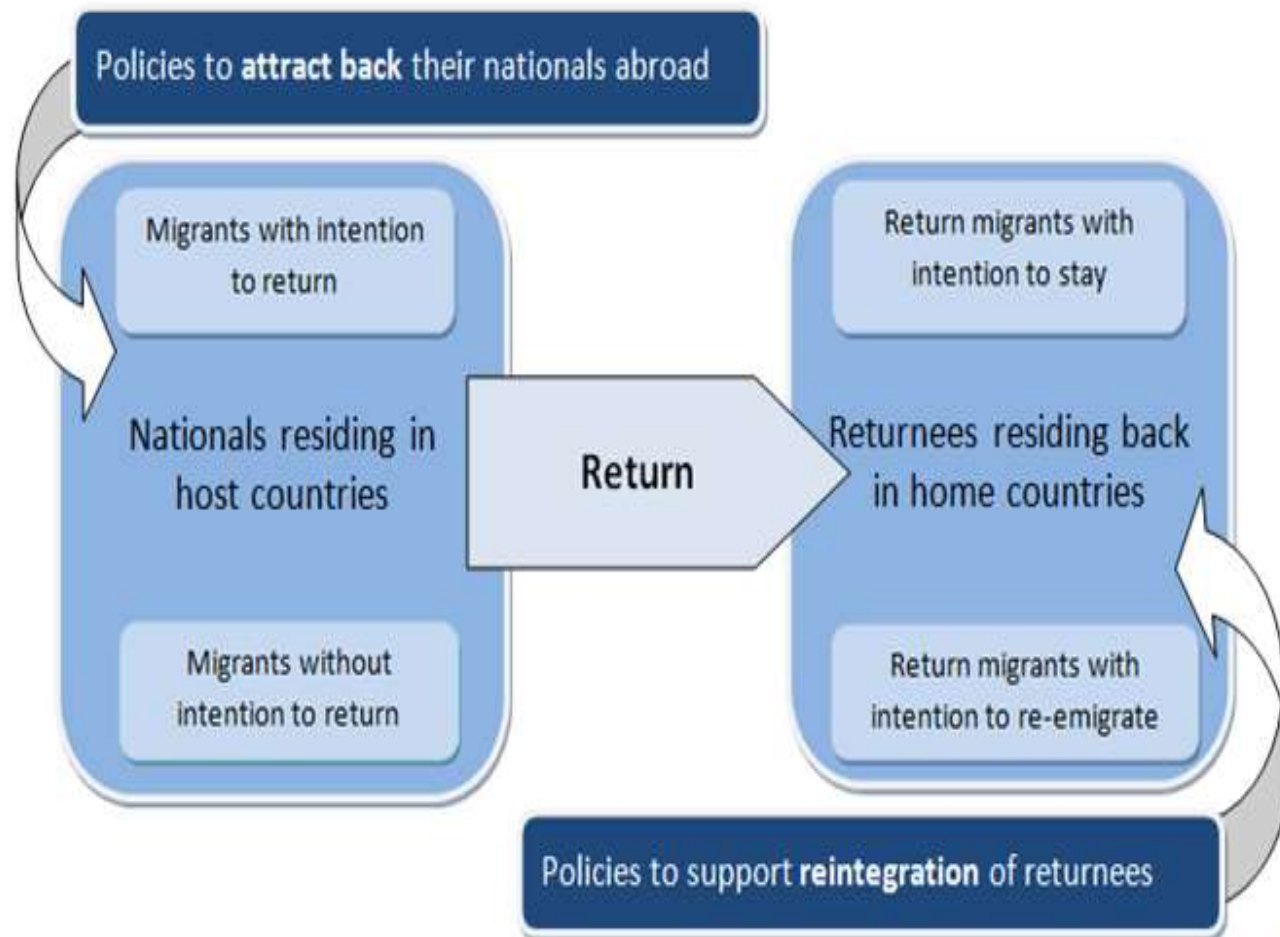 Policies to attract back their nationals abroad
Migrants with intention
to return
Nationals residing in
host countries
Migrants without
intention to return
Return
Return migrants with
intention to stay
Returnees residing back
in home countries
Return migrants with
intention to re-emigrate
Policies to support reintegration of returnees